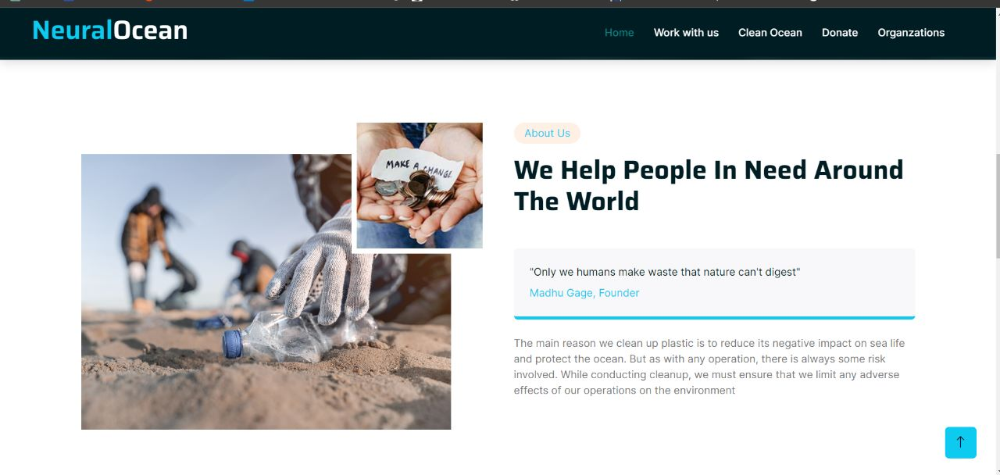 NeuralOcean
Home Work with us Clean Ocean Donate Organzations
MAKE A CHANGE
About Us
We Help People In Need Around
The World
"Only we humans make waste that nature can't digest"
Madhu Gage, Founder
The main reason we clean up plastic is to reduce its negative impact on sea life
and protect the ocean. But as with any operation, there is always some risk
involved. While conducting cleanup, we must ensure that we limit any adverse
effects of our operations on the environment